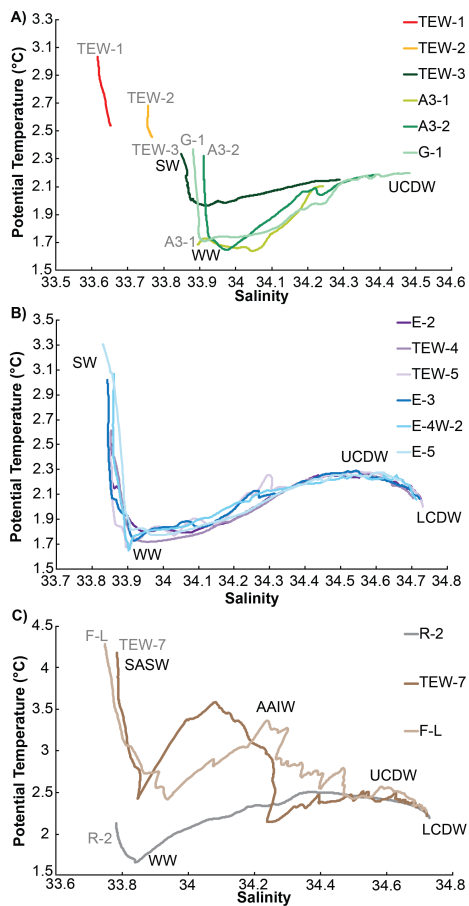 A)
Potential Temperature (°C)
3.3
3.1
2.9
2.7
2.5
2.3
2.1
1.9
1.7
1.5
TEW-1
TEW-2
TEW-3
SW
G-1
A3-2
A3-1
WW
UCDW
TEW-1
TEW-2
TEW-3
A3-1
A3-2
G-1
33.5 33.6 33.7 33.8 33.9 34 34.1 34.2 34.3 34.4 34.5 34.6
Salinity
B)
Potential Temperature (°C)
3.5
3.3
3.1
2.9
2.7
2.5
2.3
2.1
1.9
1.7
1.5
SW
WW
UCDW
LCDW
E-2
TEW-4
TEW-5
E-3
E-4W-2
E-5
33.7 33.8 33.9 34 34.1 34.2 34.3 34.4 34.5 34.6 34.7 34.8
Salinity
C)
Potential Temperature (°C)
4.5
4
3.5
3
2.5
2
1.5
F-L
TEW-7
SASW
AAIW
UCDW
LCDW
R-2
WW
R-2
TEW-7
F-L
33.6 33.8 34 34.2 34.4 34.6 34.8
Salinity